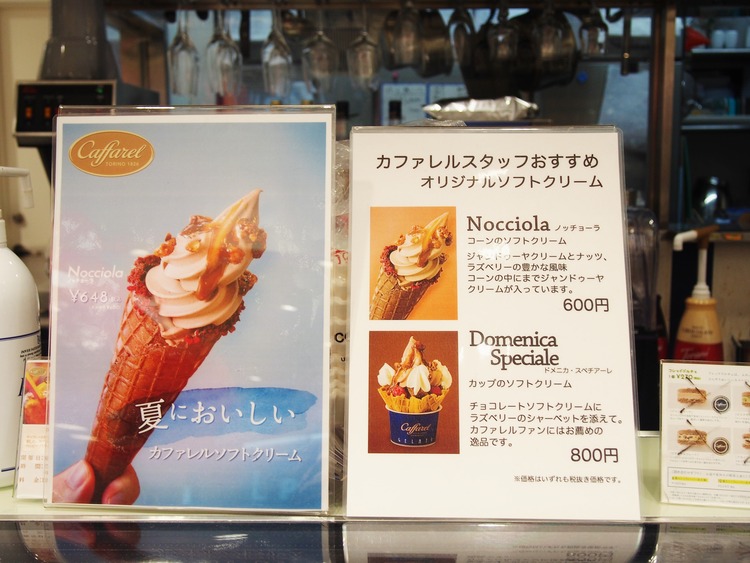 Caffarel
TORINO 1826
Nocciola
ノッチョーラ
¥648
夏においしい
カファレルソフトクリーム
カファレルスタッフおすすめ
オリジナルソフトクリーム
Nocciola ノッチョーラ
コーンのソフトクリーム
ジャンドゥーヤクリームとナッツ、
ラズベリーの豊かな風味
コーンの中にまでジャンドゥーヤ
クリームが入っています。
600円
Domenica
Speciale
ドメニカ・スペチアーレ
カップのソフトクリーム
チョコレートソフトクリームに
ラズベリーのシャーベットを添えて。
カファレルファンにはお薦めの
逸品です。
800円
Caffarel
GELATO
※価格はいずれも税抜き価格です。
¥270